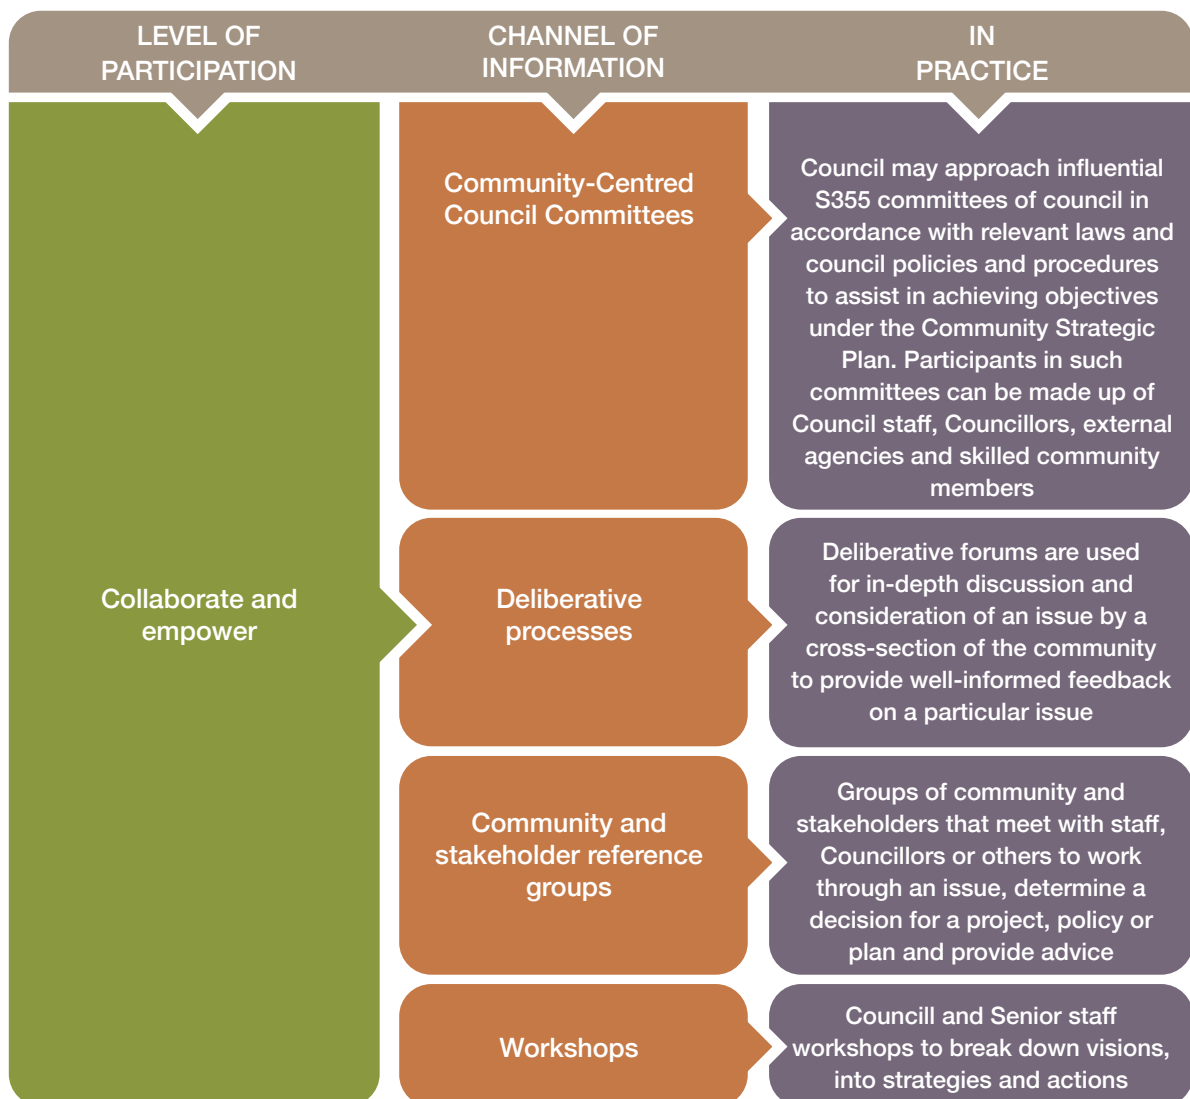 LEVEL OF
PARTICIPATION
CHANNEL OF
INFORMATION
IN
PRACTICE
Collaborate and
empower
Community-Centred
Council Committees
Council may approach influential
S355 committees of council in
accordance with relevant laws and
council policies and procedures
to assist in achieving objectives
under the Community Strategic
Plan. Participants in such
committees can be made up of
Council staff, Councillors, external
agencies and skilled community
members
Deliberative
processes
Deliberative forums are used
for in-depth discussion and
consideration of an issue by a
cross-section of the community
to provide well-informed feedback
on a particular issue
Community and
stakeholder reference
groups
Groups of community and
stakeholders that meet with staff,
Councillors or others to work
through an issue, determine a
decision for a project, policy or
plan and provide advice
Workshops
Councill and Senior staff
workshops to break down visions,
into strategies and actions